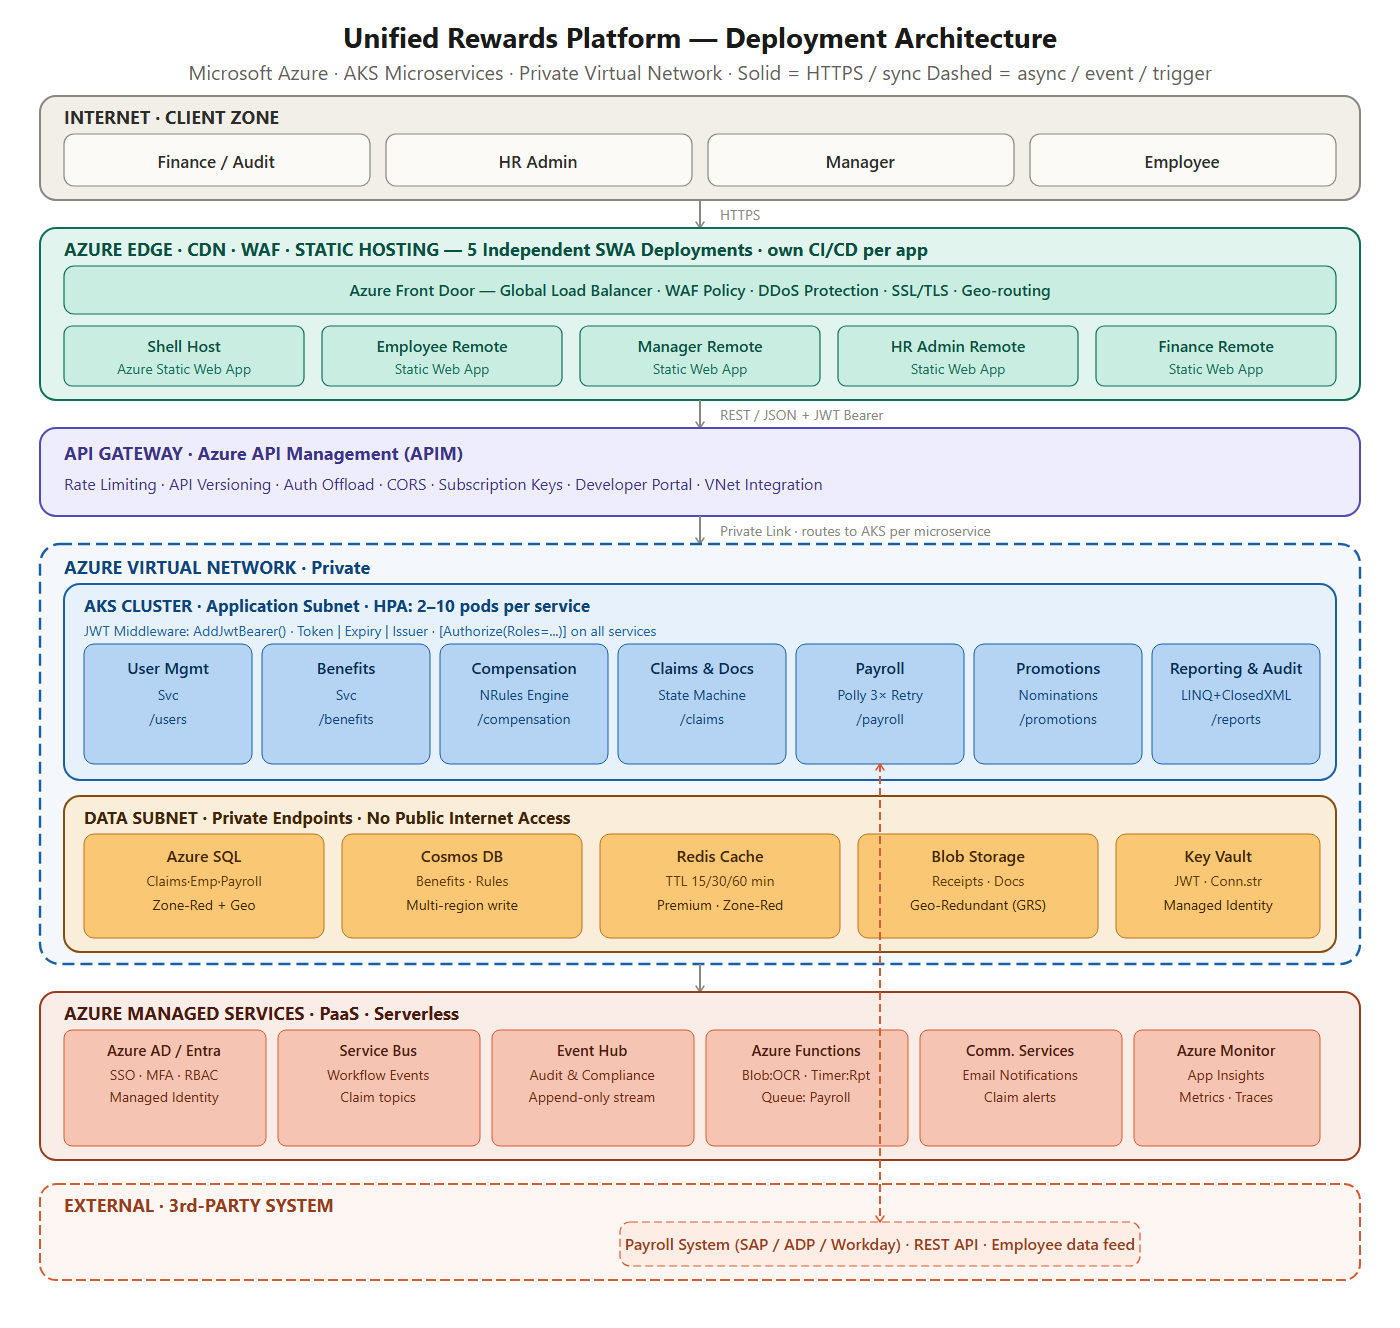 Unified Rewards Platform — Deployment Architecture
Microsoft Azure · AKS Microservices · Private Virtual Network · Solid = HTTPS / sync Dashed = async / event / trigger
INTERNET · CLIENT ZONE
Finance / Audit
HR Admin
Manager
Employee
HTTPS
AZURE EDGE · CDN · WAF · STATIC HOSTING — 5 Independent SWA Deployments · own CI/CD per app
Azure Front Door — Global Load Balancer · WAF Policy · DDoS Protection · SSL/TLS · Geo-routing
Shell Host
Azure Static Web App
Employee Remote
Static Web App
Manager Remote
Static Web App
HR Admin Remote
Static Web App
Finance Remote
Static Web App
REST / JSON + JWT Bearer
API GATEWAY · Azure API Management (APIM)
Rate Limiting · API Versioning · Auth Offload · CORS · Subscription Keys · Developer Portal · VNet Integration
Private Link · routes to AKS per microservice
AZURE VIRTUAL NETWORK · Private
AKS CLUSTER · Application Subnet · HPA: 2–10 pods per service
JWT Middleware: AddJwtBearer() · Token | Expiry | Issuer · [Authorize(Roles=...)] on all services
User Mgmt
Svc
/users
Benefits
Svc
/benefits
Compensation
NRules Engine
/compensation
Claims & Docs
State Machine
/claims
Payroll
Polly 3× Retry
/payroll
Promotions
Nominations
/promotions
Reporting & Audit
LINQ+ClosedXML
/reports
DATA SUBNET · Private Endpoints · No Public Internet Access
Azure SQL
Claims·Emp·Payroll
Zone-Red + Geo
Cosmos DB
Benefits · Rules
Multi-region write
Redis Cache
TTL 15/30/60 min
Premium · Zone-Red
Blob Storage
Receipts · Docs
Geo-Redundant (GRS)
Key Vault
JWT · Conn.str
Managed Identity
AZURE MANAGED SERVICES · PaaS · Serverless
Azure AD / Entra
SSO · MFA · RBAC
Managed Identity
Service Bus
Workflow Events
Claim topics
Event Hub
Audit & Compliance
Append-only stream
Azure Functions
Blob:OCR · Timer:Rpt
Queue: Payroll
Comm. Services
Email Notifications
Claim alerts
Azure Monitor
App Insights
Metrics · Traces
EXTERNAL · 3rd-PARTY SYSTEM
Payroll System (SAP / ADP / Workday) · REST API · Employee data feed